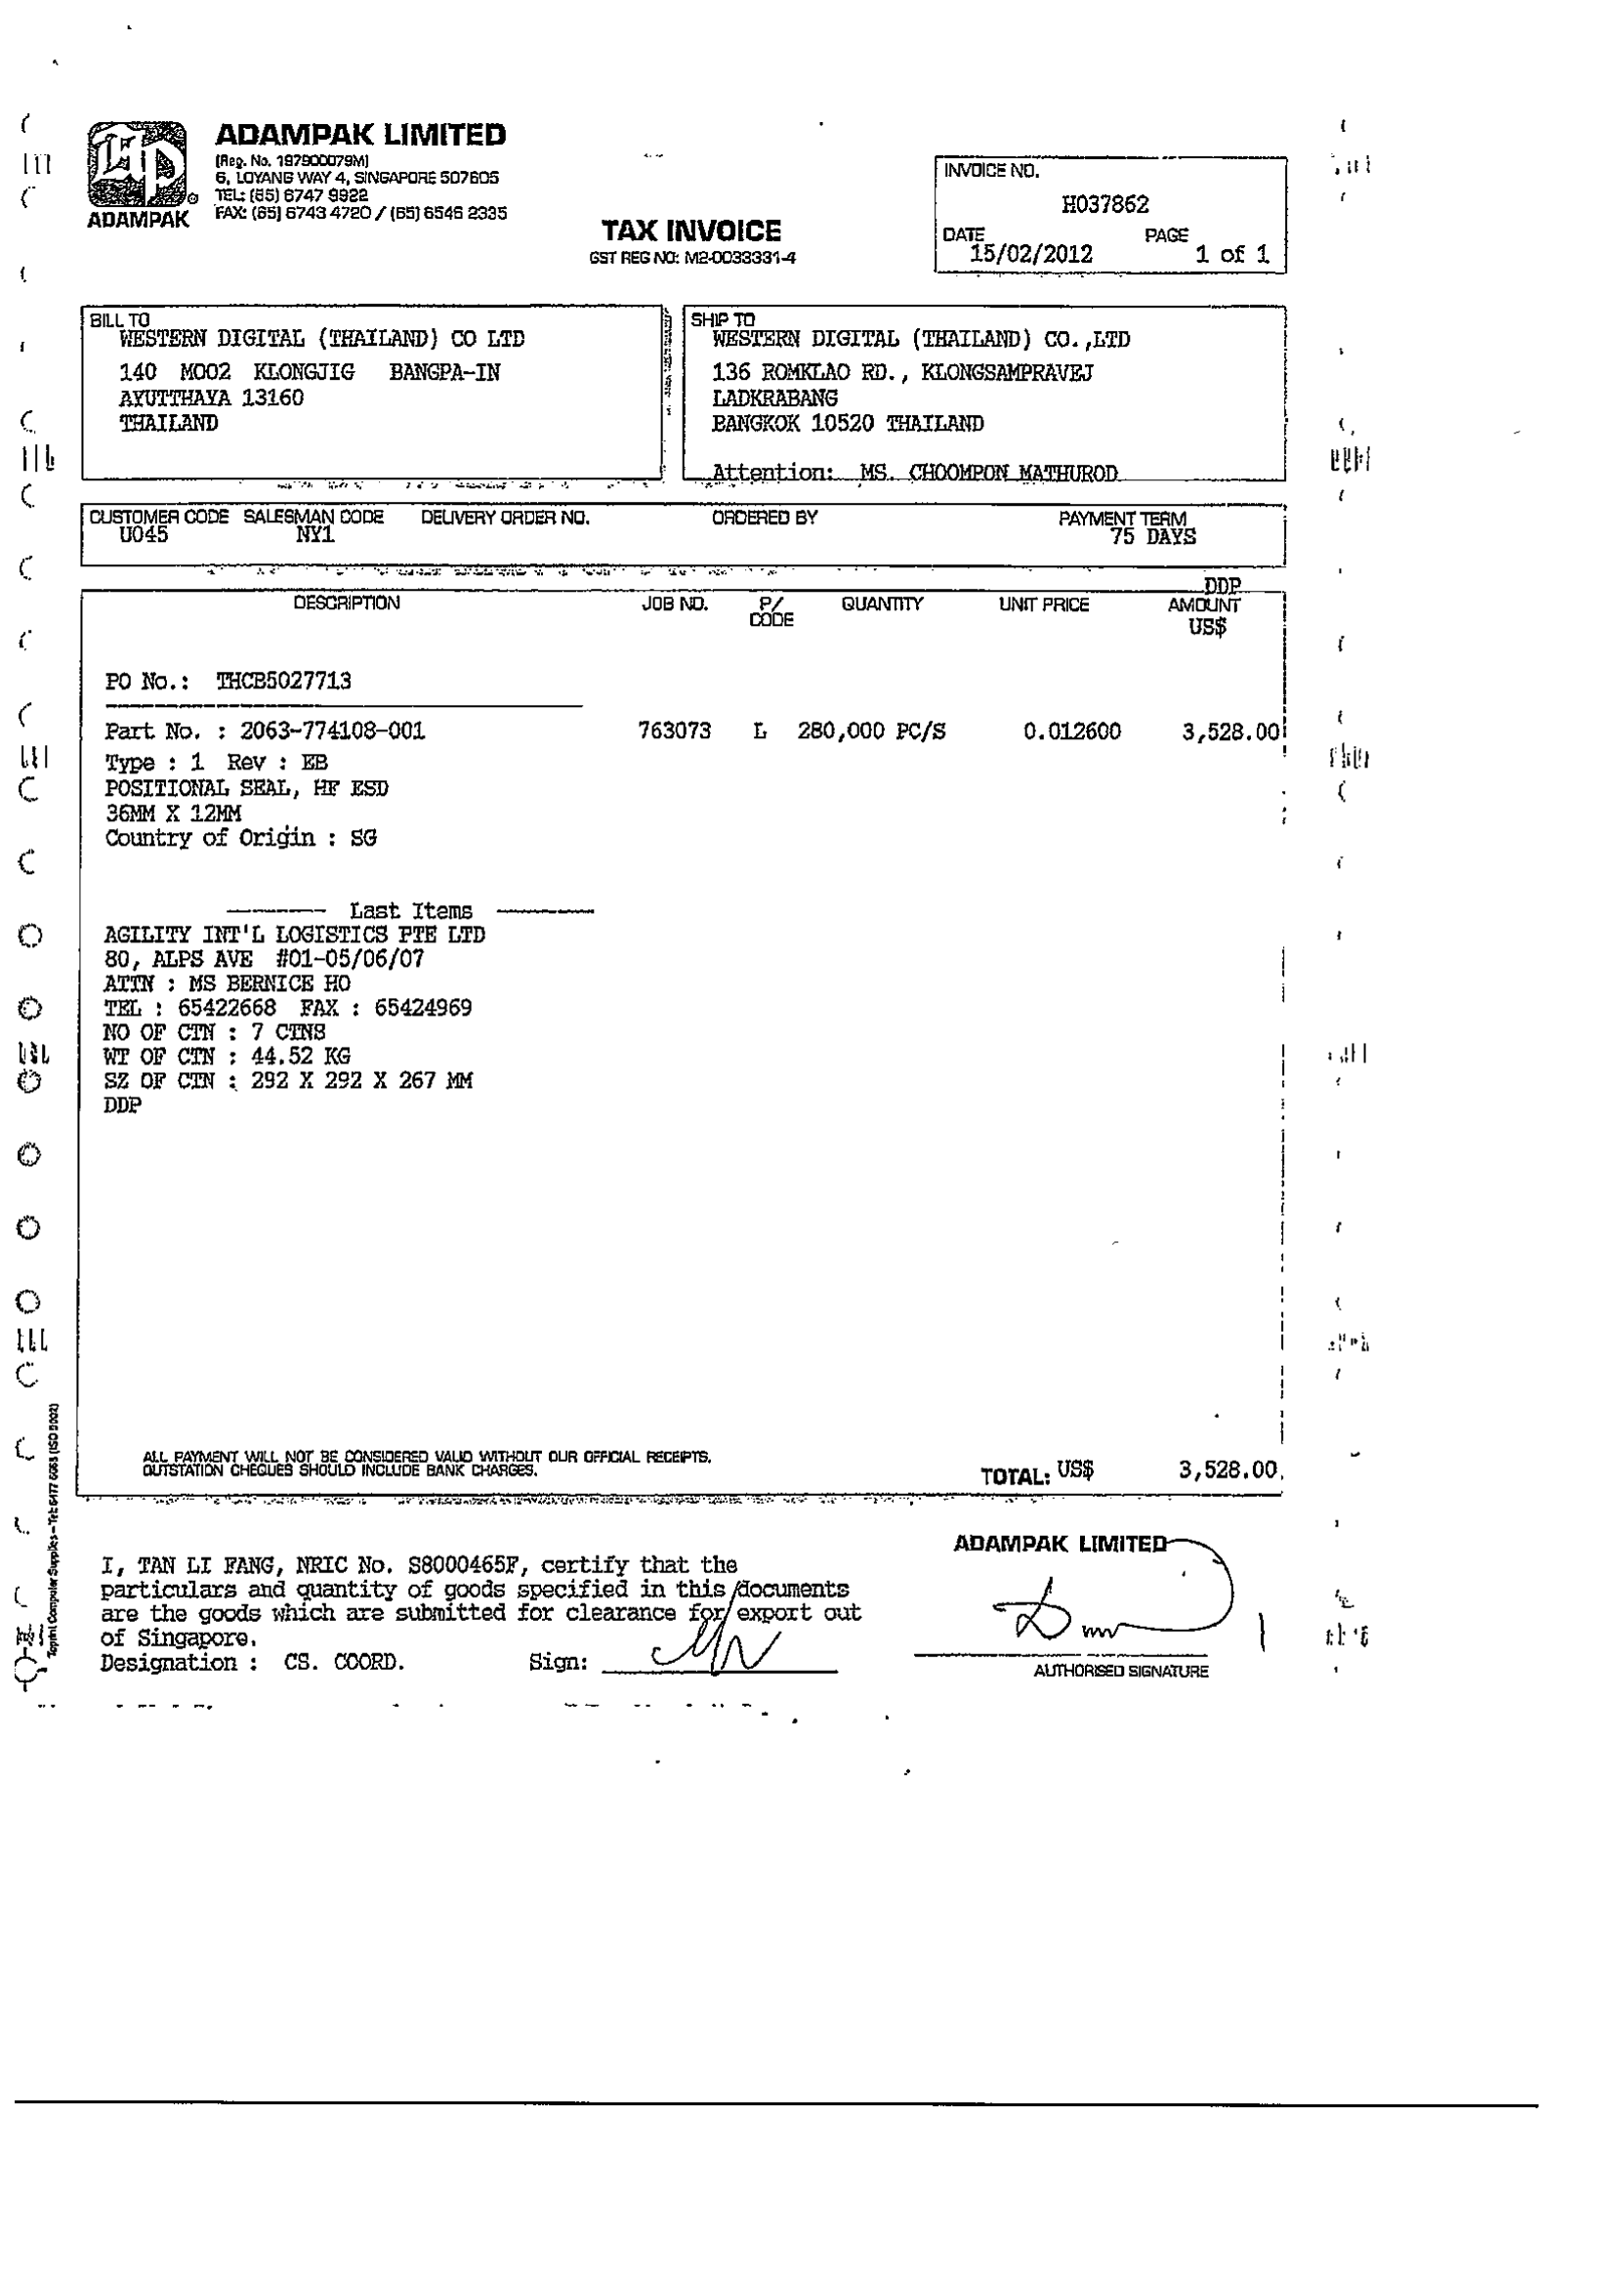 ADAMPAK LIMITED
(Reg. No. 197900079M)
6, LOYANG WAY 4, SINGAPORE 507605
TEL: (65) 6747 9922
FAX: (65) 6743 4720 / (65) 6546 2335
ADAMPAK
TAX INVOICE
GST REG NO: M2-0033331-4
INVOICE NO.
H037862
DATE PAGE
15/02/2012 1 of 1
BILL TO
WESTERN DIGITAL (THAILAND) CO LTD
140 MOO2 KLONGJIG BANGPA-IN
AYUTTHAYA 13160
THAILAND
SHIP TO
WESTERN DIGITAL (THAILAND) CO.,LTD
136 ROMKLAO RD., KLONGSAMPRAVEJ
LADKRABANG
BANGKOK 10520 THAILAND
Attention: MS. CHOOMPON MATHUROD
CUSTOMER CODE SALESMAN CODE DELIVERY ORDER NO. ORDERED BY PAYMENT TERM
U045 NY1 75 DAYS
DDP
DESCRIPTION JOB NO. P/ CODE QUANTITY UNIT PRICE AMOUNT
US$
PO No.: THCB5027713
Part No. : 2063-774108-001 763073 L 280,000 PC/S 0.012600 3,528.00
Type : 1 Rev : EB
POSITIONAL SEAL, HF ESD
36MM X 12MM
Country of Origin : SG
Last Items
AGILITY INT'L LOGISTICS PTE LTD
80, ALPS AVE #01-05/06/07
ATTN : MS BERNICE HO
TEL : 65422668 FAX : 65424969
NO OF CTN : 7 CTNS
WT OF CTN : 44.52 KG
SZ OF CTN : 292 X 292 X 267 MM
DDP
ALL PAYMENT WILL NOT BE CONSIDERED VALID WITHOUT OUR OFFICIAL RECEIPTS.
OUTSTATION CHEQUES SHOULD INCLUDE BANK CHARGES.
TOTAL: US$ 3,528.00
Toprint Computer Supplies – Tel: 6477 6063 (ISO 9002)
ADAMPAK LIMITED
I, TAN LI FANG, NRIC No. S8000465F, certify that the
particulars and quantity of goods specified in this documents
are the goods which are submitted for clearance for export out
of Singapore.
Designation : CS. COORD. Sign:
AUTHORISED SIGNATURE